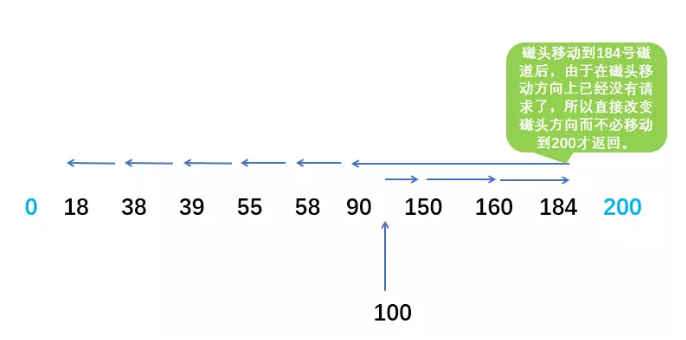 磁头移动到184号磁
道后，由于在磁头移
动方向上已经没有请
求了，所以直接改变
磁头方向而不必移动
到200才返回。
0 18 38 39 55 58 90 150 160 184 200
100